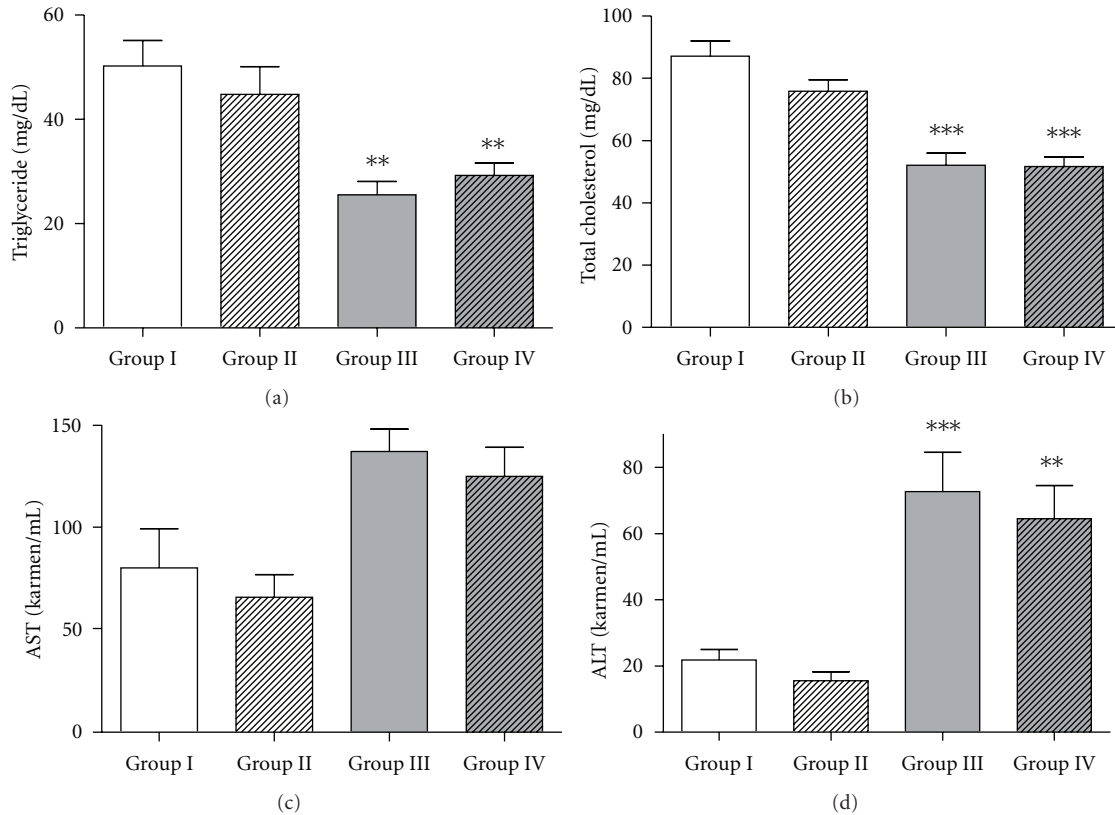 60
40
20
0
Triglyceride (mg/dL)
**
**
Group I
Group II
Group III
Group IV
(a)
100
80
60
40
20
0
Total cholesterol (mg/dL)
***
***
Group I
Group II
Group III
Group IV
(b)
150
100
50
0
AST (karmen/mL)
Group I
Group II
Group III
Group IV
(c)
80
60
40
20
0
ALT (karmen/mL)
***
**
Group I
Group II
Group III
Group IV
(d)